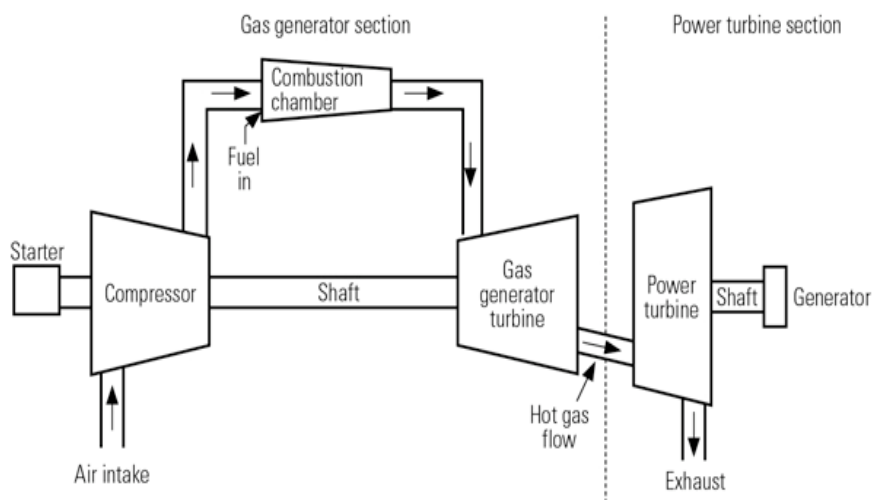 Gas generator section
Power turbine section
Combustion
chamber
Fuel
in
Starter
Compressor
Shaft
Gas
generator
turbine
Power
turbine
Shaft
Generator
Hot gas
flow
Air intake
Exhaust